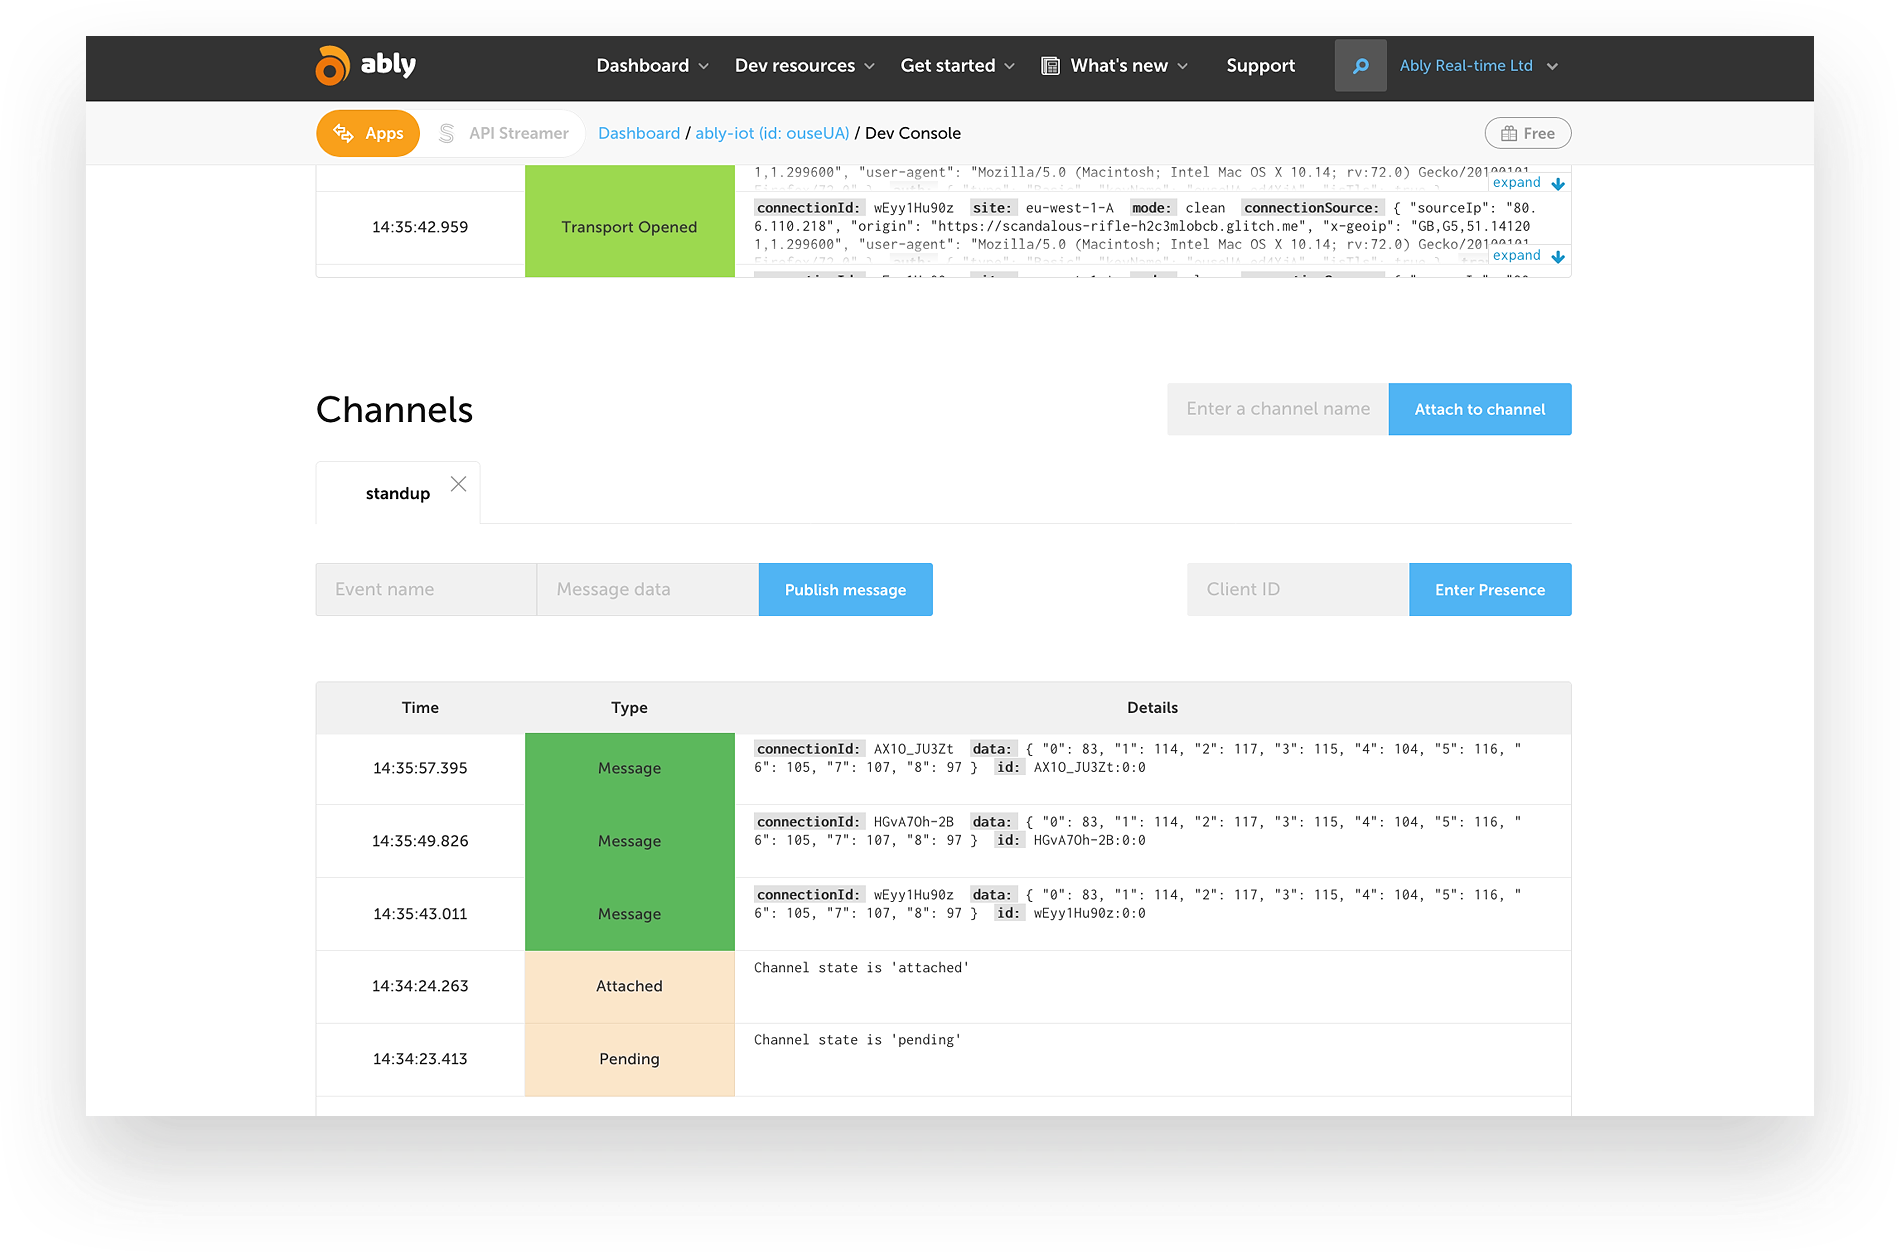 ably
Dashboard Dev resources Get started What's new Support Ably Real-time Ltd
Apps API Streamer Dashboard / ably-iot (id: ouseUA) / Dev Console Free
1,1.299600", "user-agent": "Mozilla/5.0 (Macintosh; Intel Mac OS X 10.14; rv:72.0) Gecko/20100101
expand
14:35:42.959
Transport Opened
connectionId: wEyy1Hu90z site: eu-west-1-A mode: clean connectionSource: { "sourceIp": "80.
6.110.218", "origin": "https://scandalous-rifle-h2c3mlobcb.glitch.me", "x-geoip": "GB,G5,51.14120
1,1.299600", "user-agent": "Mozilla/5.0 (Macintosh; Intel Mac OS X 10.14; rv:72.0) Gecko/20100101
expand
Channels
Enter a channel name Attach to channel
standup
Event name Message data Publish message Client ID Enter Presence
Time Type Details
14:35:57.395 Message
connectionId: AX1O_JU3Zt data: { "0": 83, "1": 114, "2": 117, "3": 115, "4": 104, "5": 116, "
6": 105, "7": 107, "8": 97 } id: AX1O_JU3Zt:0:0
14:35:49.826 Message
connectionId: HGvA7Oh-2B data: { "0": 83, "1": 114, "2": 117, "3": 115, "4": 104, "5": 116, "
6": 105, "7": 107, "8": 97 } id: HGvA7Oh-2B:0:0
14:35:43.011 Message
connectionId: wEyy1Hu90z data: { "0": 83, "1": 114, "2": 117, "3": 115, "4": 104, "5": 116, "
6": 105, "7": 107, "8": 97 } id: wEyy1Hu90z:0:0
14:34:24.263 Attached Channel state is 'attached'
14:34:23.413 Pending Channel state is 'pending'